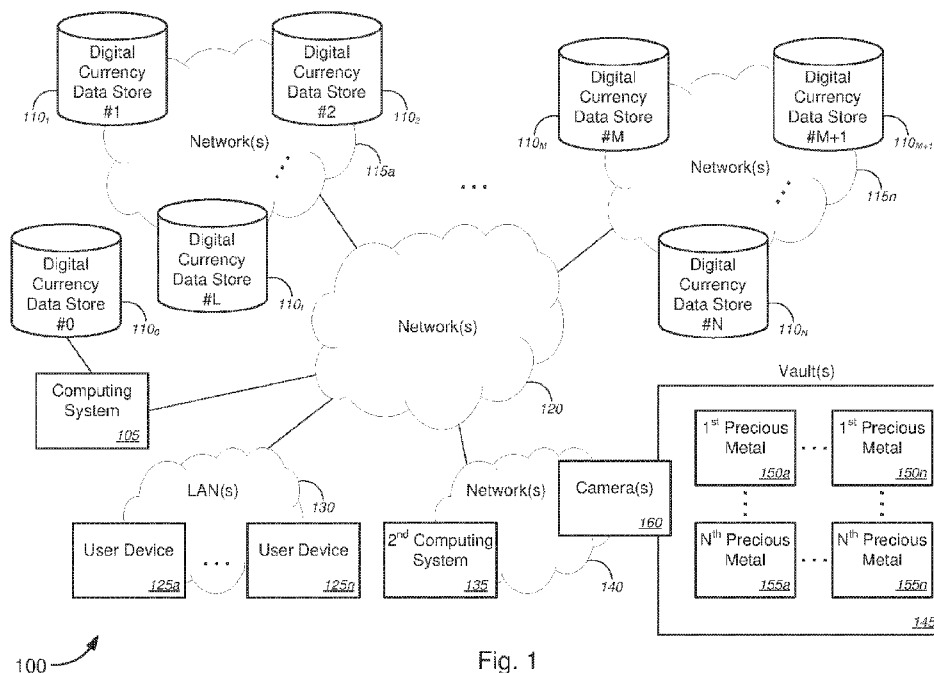 Digital
Currency
Data Store
#1
110₁
Digital
Currency
Data Store
#2
110₂
Network(s)
115a
Digital
Currency
Data Store
#L
110ₗ
Digital
Currency
Data Store
#0
110₀
Computing
System
105
Digital
Currency
Data Store
#M
110_M
Digital
Currency
Data Store
#M+1
110_M+1
Network(s)
115n
Digital
Currency
Data Store
#N
110_N
Network(s)
120
LAN(s)
130
User Device
125a
User Device
125n
Network(s)
2nd Computing
System
135
140
Camera(s)
160
Vault(s)
1st Precious
Metal
150a
1st Precious
Metal
150n
Nth Precious
Metal
155a
Nth Precious
Metal
155n
145
100
Fig. 1